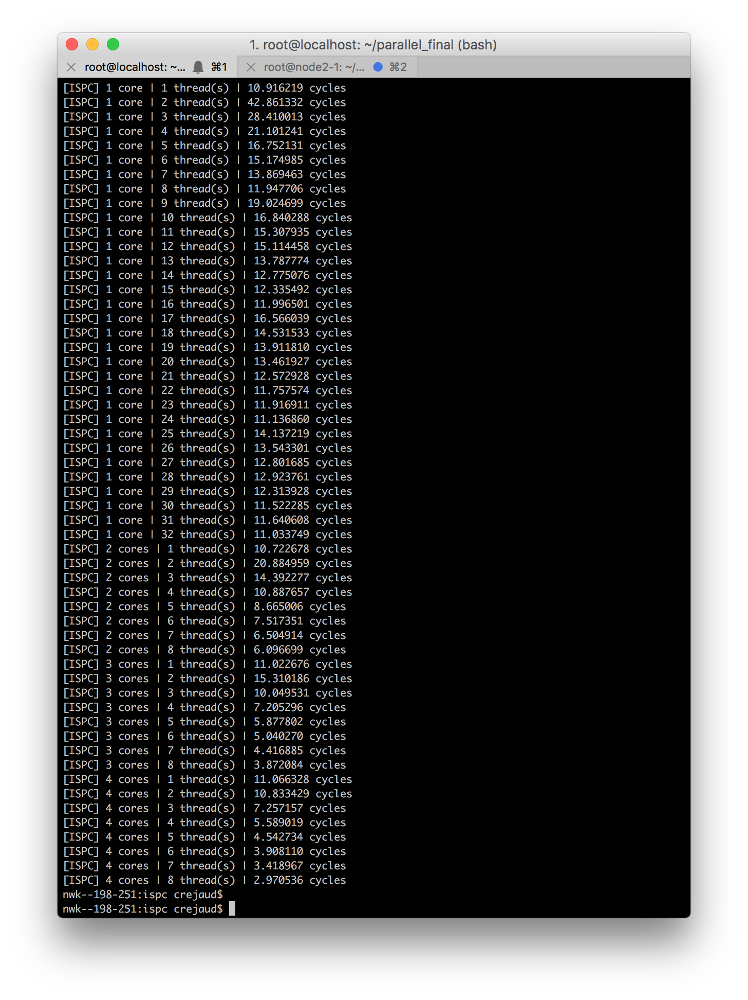 1. root@localhost: ~/parallel_final (bash)
root@localhost: ~... ⌘1 root@node2-1: ~/... ⌘2
[ISPC] 1 core | 1 thread(s) | 10.916219 cycles
[ISPC] 1 core | 2 thread(s) | 42.861332 cycles
[ISPC] 1 core | 3 thread(s) | 28.410013 cycles
[ISPC] 1 core | 4 thread(s) | 21.101241 cycles
[ISPC] 1 core | 5 thread(s) | 16.752131 cycles
[ISPC] 1 core | 6 thread(s) | 15.174985 cycles
[ISPC] 1 core | 7 thread(s) | 13.869463 cycles
[ISPC] 1 core | 8 thread(s) | 11.947706 cycles
[ISPC] 1 core | 9 thread(s) | 19.024699 cycles
[ISPC] 1 core | 10 thread(s) | 16.840288 cycles
[ISPC] 1 core | 11 thread(s) | 15.307935 cycles
[ISPC] 1 core | 12 thread(s) | 15.114458 cycles
[ISPC] 1 core | 13 thread(s) | 13.787774 cycles
[ISPC] 1 core | 14 thread(s) | 12.775076 cycles
[ISPC] 1 core | 15 thread(s) | 12.335492 cycles
[ISPC] 1 core | 16 thread(s) | 11.996501 cycles
[ISPC] 1 core | 17 thread(s) | 16.566039 cycles
[ISPC] 1 core | 18 thread(s) | 14.531533 cycles
[ISPC] 1 core | 19 thread(s) | 13.911810 cycles
[ISPC] 1 core | 20 thread(s) | 13.461927 cycles
[ISPC] 1 core | 21 thread(s) | 12.572928 cycles
[ISPC] 1 core | 22 thread(s) | 11.757574 cycles
[ISPC] 1 core | 23 thread(s) | 11.916911 cycles
[ISPC] 1 core | 24 thread(s) | 11.136860 cycles
[ISPC] 1 core | 25 thread(s) | 14.137219 cycles
[ISPC] 1 core | 26 thread(s) | 13.543301 cycles
[ISPC] 1 core | 27 thread(s) | 12.801685 cycles
[ISPC] 1 core | 28 thread(s) | 12.923761 cycles
[ISPC] 1 core | 29 thread(s) | 12.313928 cycles
[ISPC] 1 core | 30 thread(s) | 11.522285 cycles
[ISPC] 1 core | 31 thread(s) | 11.640608 cycles
[ISPC] 1 core | 32 thread(s) | 11.033749 cycles
[ISPC] 2 cores | 1 thread(s) | 10.722678 cycles
[ISPC] 2 cores | 2 thread(s) | 20.884959 cycles
[ISPC] 2 cores | 3 thread(s) | 14.392277 cycles
[ISPC] 2 cores | 4 thread(s) | 10.887657 cycles
[ISPC] 2 cores | 5 thread(s) | 8.665006 cycles
[ISPC] 2 cores | 6 thread(s) | 7.517351 cycles
[ISPC] 2 cores | 7 thread(s) | 6.504914 cycles
[ISPC] 2 cores | 8 thread(s) | 6.096699 cycles
[ISPC] 3 cores | 1 thread(s) | 11.022676 cycles
[ISPC] 3 cores | 2 thread(s) | 15.310186 cycles
[ISPC] 3 cores | 3 thread(s) | 10.049531 cycles
[ISPC] 3 cores | 4 thread(s) | 7.205296 cycles
[ISPC] 3 cores | 5 thread(s) | 5.877802 cycles
[ISPC] 3 cores | 6 thread(s) | 5.040270 cycles
[ISPC] 3 cores | 7 thread(s) | 4.416885 cycles
[ISPC] 3 cores | 8 thread(s) | 3.872084 cycles
[ISPC] 4 cores | 1 thread(s) | 11.066328 cycles
[ISPC] 4 cores | 2 thread(s) | 10.833429 cycles
[ISPC] 4 cores | 3 thread(s) | 7.257157 cycles
[ISPC] 4 cores | 4 thread(s) | 5.589019 cycles
[ISPC] 4 cores | 5 thread(s) | 4.542734 cycles
[ISPC] 4 cores | 6 thread(s) | 3.908110 cycles
[ISPC] 4 cores | 7 thread(s) | 3.418967 cycles
[ISPC] 4 cores | 8 thread(s) | 2.970536 cycles
nwk--198-251:ispc crejaud$
nwk--198-251:ispc crejaud$